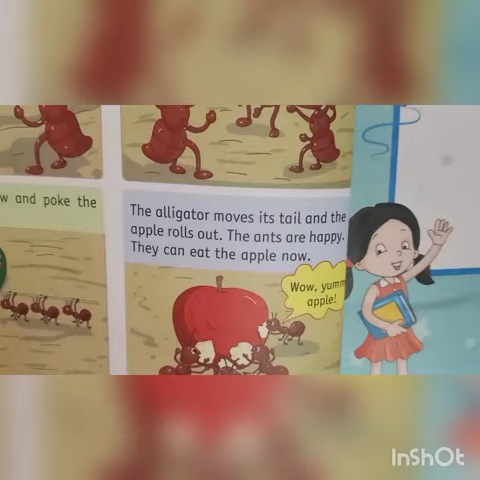 w and poke the
The alligator moves its tail and the
apple rolls out. The ants are happy.
They can eat the apple now.
Wow, yumm
apple!
InShOt